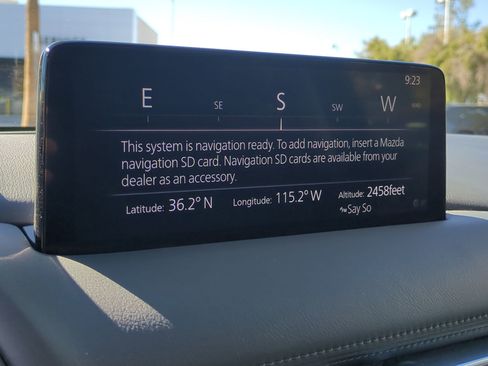 9:23
E SE S SW W
This system is navigation ready. To add navigation, insert a Mazda
navigation SD card. Navigation SD cards are available from your
dealer as an accessory.
Latitude: 36.2° N Longitude: 115.2° W Altitude: 2458feet
Say So